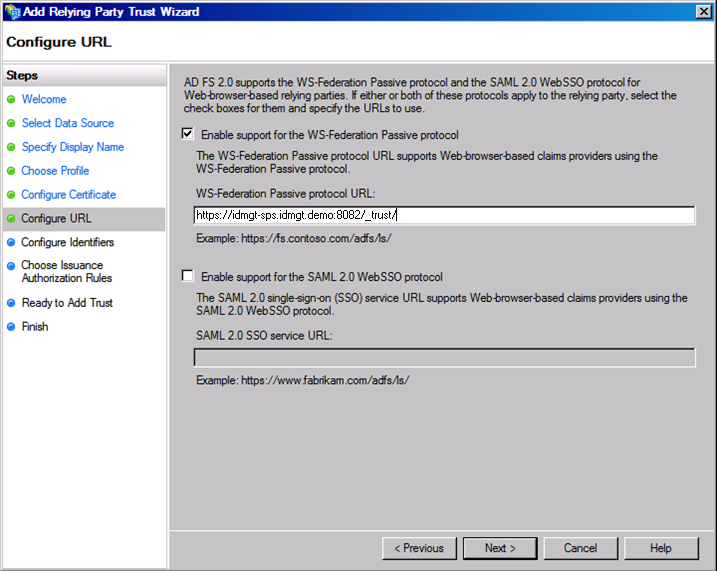 Add Relying Party Trust Wizard
Configure URL
Steps
Welcome
Select Data Source
Specify Display Name
Choose Profile
Configure Certificate
Configure URL
Configure Identifiers
Choose Issuance
Authorization Rules
Ready to Add Trust
Finish
AD FS 2.0 supports the WS-Federation Passive protocol and the SAML 2.0 WebSSO protocol for
Web-browser-based relying parties. If either or both of these protocols apply to the relying party, select the
check boxes for them and specify the URLs to use.
Enable support for the WS-Federation Passive protocol
The WS-Federation Passive protocol URL supports Web-browser-based claims providers using the
WS-Federation Passive protocol.
WS-Federation Passive protocol URL:
https://idmgt-sps.idmgt.demo:8082/_trust/
Example: https://fs.contoso.com/adfs/ls/
Enable support for the SAML 2.0 WebSSO protocol
The SAML 2.0 single-sign-on (SSO) service URL supports Web-browser-based claims providers using the
SAML 2.0 WebSSO protocol.
SAML 2.0 SSO service URL:
Example: https://www.fabrikam.com/adfs/ls/
< Previous
Next >
Cancel
Help